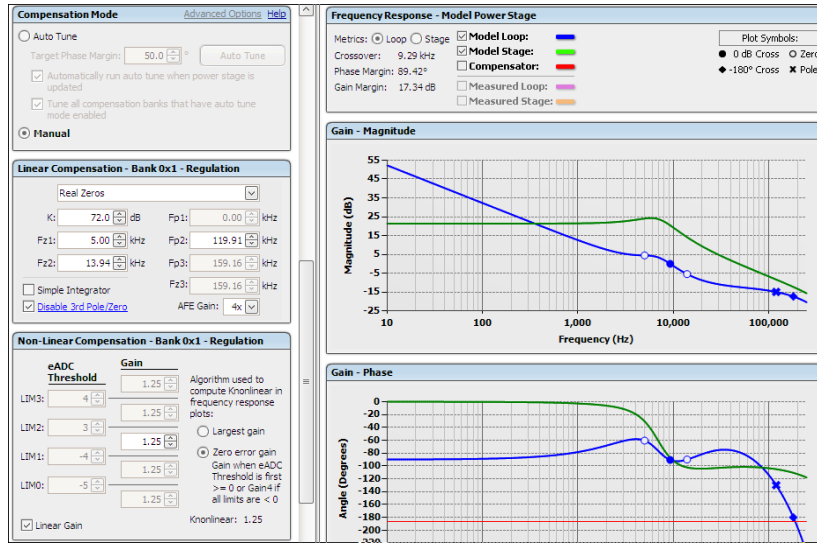 Compensation Mode Advanced Options Help
Auto Tune
Target Phase Margin: 50.0 ° Auto Tune
Automatically run auto tune when power stage is
updated
Tune all compensation banks that have auto tune
mode enabled
Manual
Linear Compensation - Bank 0x1 - Regulation
Real Zeros
K: 72.0 dB Fp1: 0.00 kHz
Fz1: 5.00 kHz Fp2: 119.91 kHz
Fz2: 13.94 kHz Fp3: 159.16 kHz
Simple Integrator Fz3: 159.16 kHz
Disable 3rd Pole/Zero AFE Gain: 4x
Non-Linear Compensation - Bank 0x1 - Regulation
eADC
Threshold
Gain
1.25
LIM3: 4
1.25
LIM2: 3
1.25
LIM1: -4
1.25
LIM0: -5
1.25
Algorithm used to
compute Knonlinear in
frequency response
plots:
Largest gain
Zero error gain
Gain when eADC
Threshold is first
>= 0 or Gain4 if
all limits are < 0
Linear Gain
Knonlinear: 1.25
Frequency Response - Model Power Stage
Metrics: Loop Stage
Crossover: 9.29 kHz
Phase Margin: 89.42°
Gain Margin: 17.34 dB
Model Loop:
Model Stage:
Compensator:
Measured Loop:
Measured Stage:
Plot Symbols:
0 dB Cross Zero
-180° Cross Pole
Gain - Magnitude
Magnitude (dB)
55
45
35
25
15
5
-5
-15
-25
10 100 1,000 10,000 100,000
Frequency (Hz)
Gain - Phase
Angle (Degrees)
0
-20
-40
-60
-80
-100
-120
-140
-160
-180
-200
-220